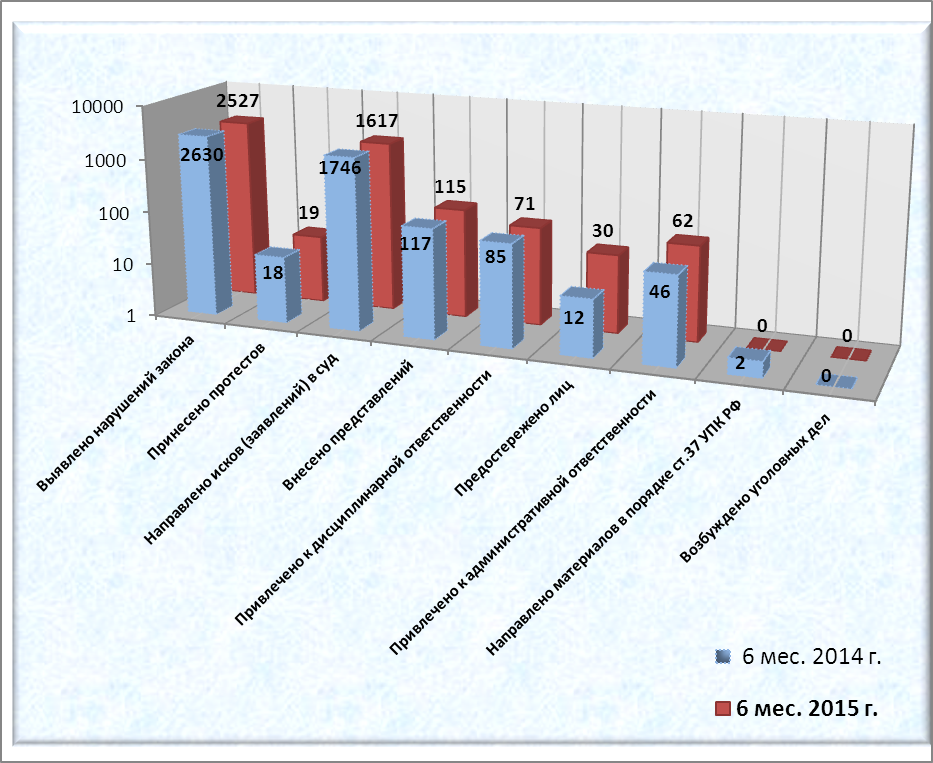 10000
1000
100
10
1
2527
2630
19
18
1617
1746
115
117
71
85
30
12
62
46
0
2
0
0
Выявлено нарушений закона
Принесено протестов
Направлено исков (заявлений) в суд
Внесено представлений
Привлечено к дисциплинарной ответственности
Предостережено лиц
Привлечено к административной ответственности
Направлено материалов в порядке ст.37 УПК РФ
Возбуждено уголовных дел
6 мес. 2014 г.
6 мес. 2015 г.